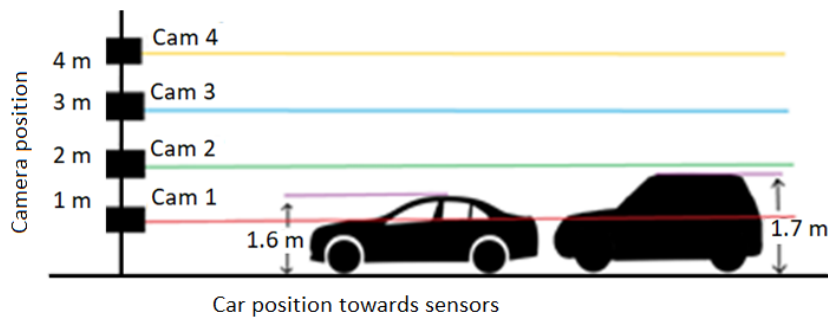 Cam 4
4 m
Cam 3
3 m
Cam 2
2 m
Cam 1
1 m
1.6 m
1.7 m
Camera position
Car position towards sensors